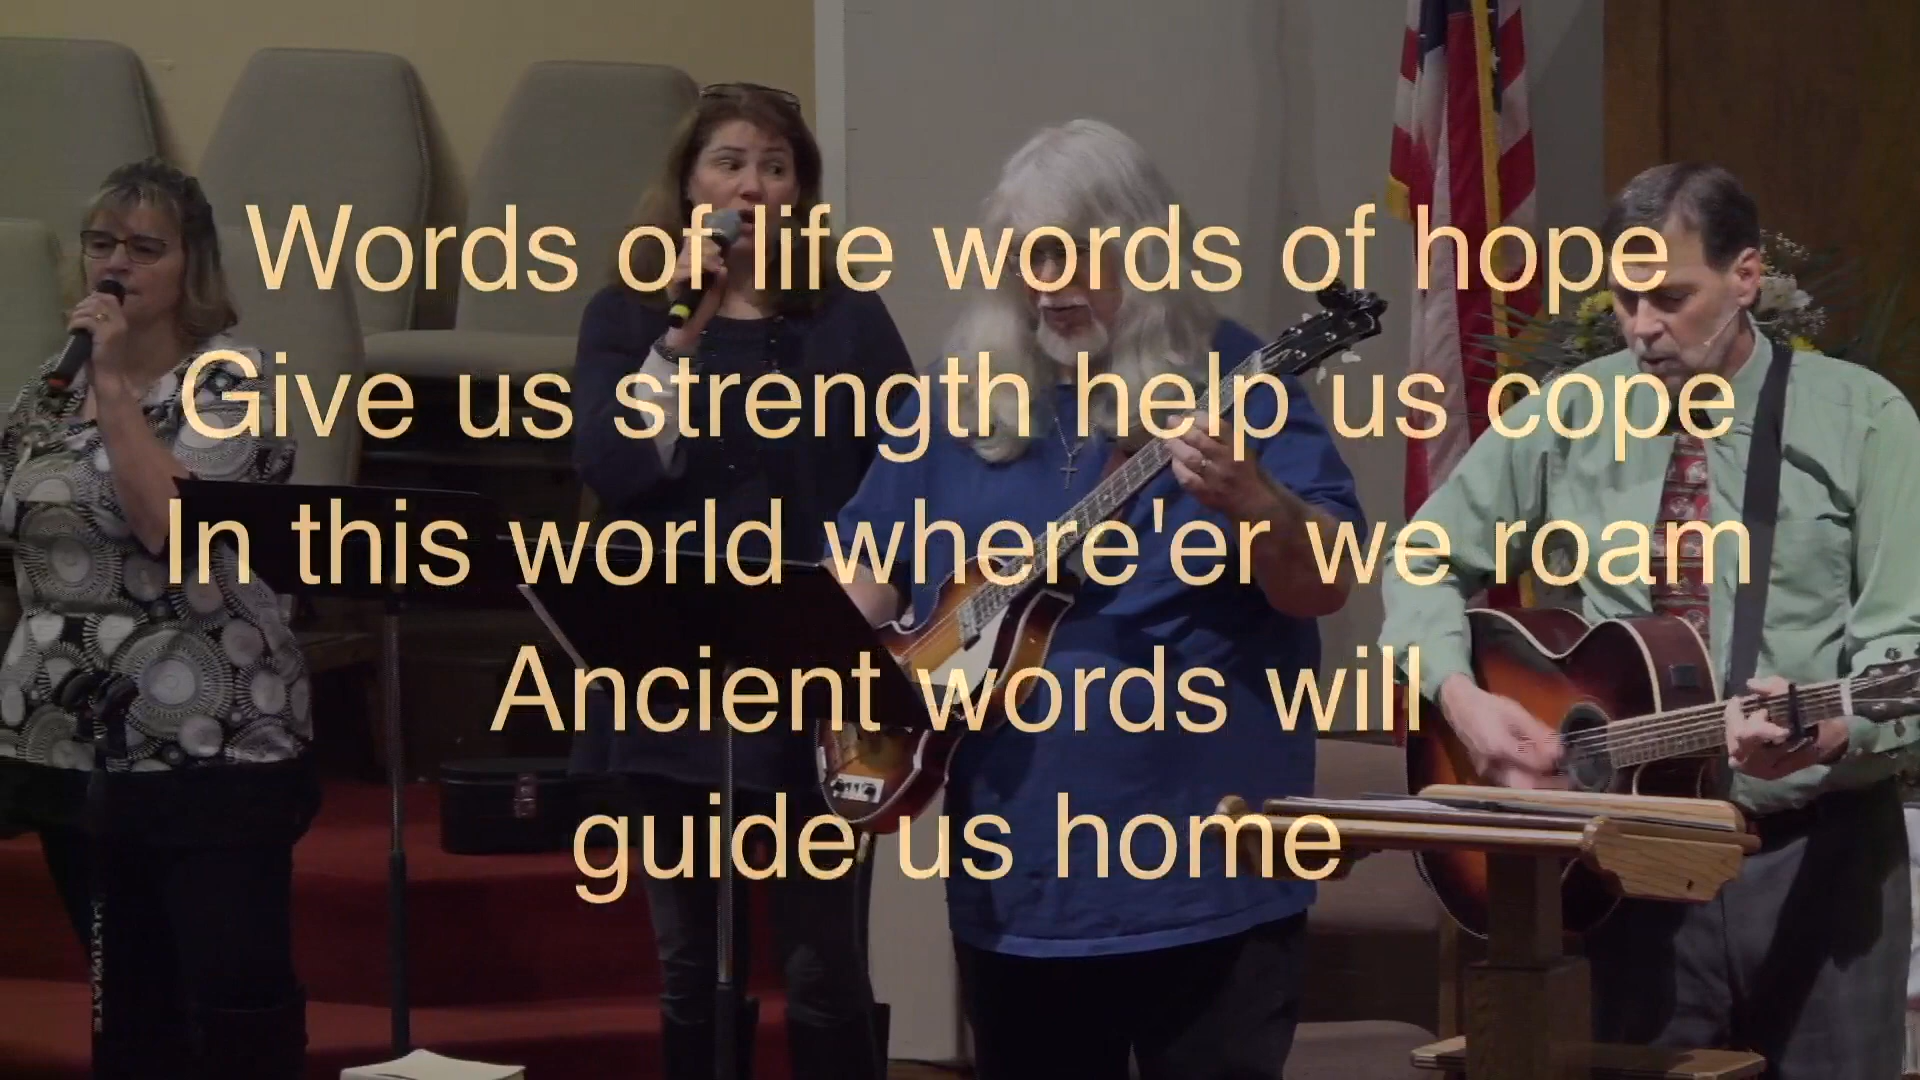 Words of life words of hope
Give us strength help us cope
In this world where'er we roam
Ancient words will
guide us home
ULTIMATE